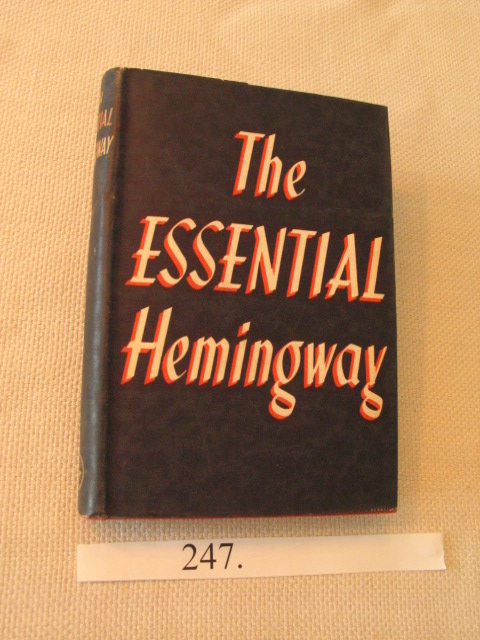 The
ESSENTIAL
Hemingway
247.